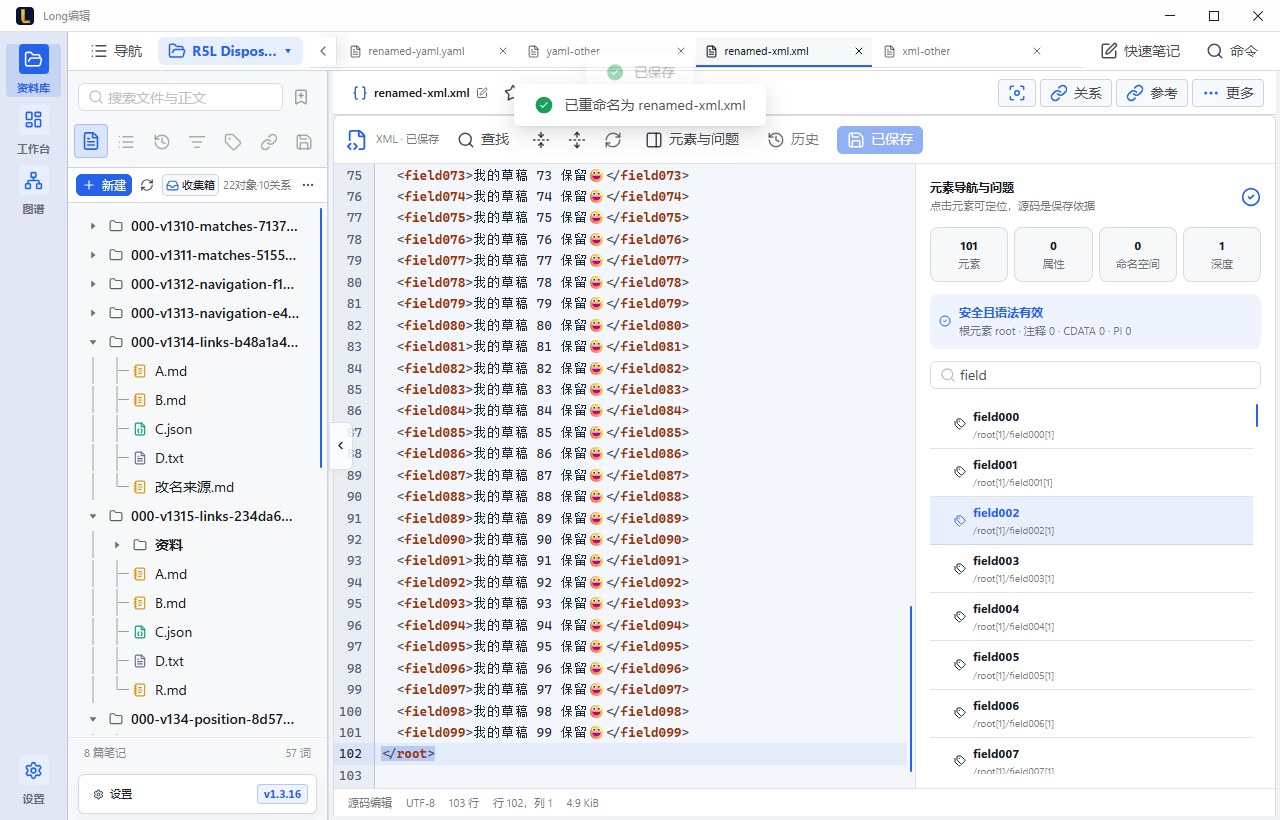 Long编辑
资料库
工作台
图谱
设置
导航
R5L Dispos...
renamed-yaml.yaml
yaml-other
renamed-xml.xml
xml-other
快速笔记
命令
搜索文件与正文
新建
收集箱
22对象·10关系
000-v1310-matches-7137...
000-v1311-matches-5155...
000-v1312-navigation-f1...
000-v1313-navigation-e4...
000-v1314-links-b48a1a4...
A.md
B.md
C.json
D.txt
改名来源.md
000-v1315-links-234da6...
资料
A.md
B.md
C.json
D.txt
R.md
000-v134-position-8d57...
8 篇笔记
57 词
设置
v1.3.16
renamed-xml.xml
已保存
已重命名为 renamed-xml.xml
关系
参考
更多
XML · 已保存
查找
元素与问题
历史
已保存
75 <field073>我的草稿 73 保留😀</field073>
76 <field074>我的草稿 74 保留😀</field074>
77 <field075>我的草稿 75 保留😀</field075>
78 <field076>我的草稿 76 保留😀</field076>
79 <field077>我的草稿 77 保留😀</field077>
80 <field078>我的草稿 78 保留😀</field078>
81 <field079>我的草稿 79 保留😀</field079>
82 <field080>我的草稿 80 保留😀</field080>
83 <field081>我的草稿 81 保留😀</field081>
84 <field082>我的草稿 82 保留😀</field082>
85 <field083>我的草稿 83 保留😀</field083>
86 <field084>我的草稿 84 保留😀</field084>
87 <field085>我的草稿 85 保留😀</field085>
88 <field086>我的草稿 86 保留😀</field086>
89 <field087>我的草稿 87 保留😀</field087>
90 <field088>我的草稿 88 保留😀</field088>
91 <field089>我的草稿 89 保留😀</field089>
92 <field090>我的草稿 90 保留😀</field090>
93 <field091>我的草稿 91 保留😀</field091>
94 <field092>我的草稿 92 保留😀</field092>
95 <field093>我的草稿 93 保留😀</field093>
96 <field094>我的草稿 94 保留😀</field094>
97 <field095>我的草稿 95 保留😀</field095>
98 <field096>我的草稿 96 保留😀</field096>
99 <field097>我的草稿 97 保留😀</field097>
100 <field098>我的草稿 98 保留😀</field098>
101 <field099>我的草稿 99 保留😀</field099>
102 </root>
103
源码编辑 UTF-8 103 行 行 102，列 1 4.9 KiB
元素导航与问题
点击元素可定位，源码是保存依据
101
元素
0
属性
0
命名空间
1
深度
安全且语法有效
根元素 root · 注释 0 · CDATA 0 · PI 0
field
field000
/root[1]/field000[1]
field001
/root[1]/field001[1]
field002
/root[1]/field002[1]
field003
/root[1]/field003[1]
field004
/root[1]/field004[1]
field005
/root[1]/field005[1]
field006
/root[1]/field006[1]
field007
/root[1]/field007[1]